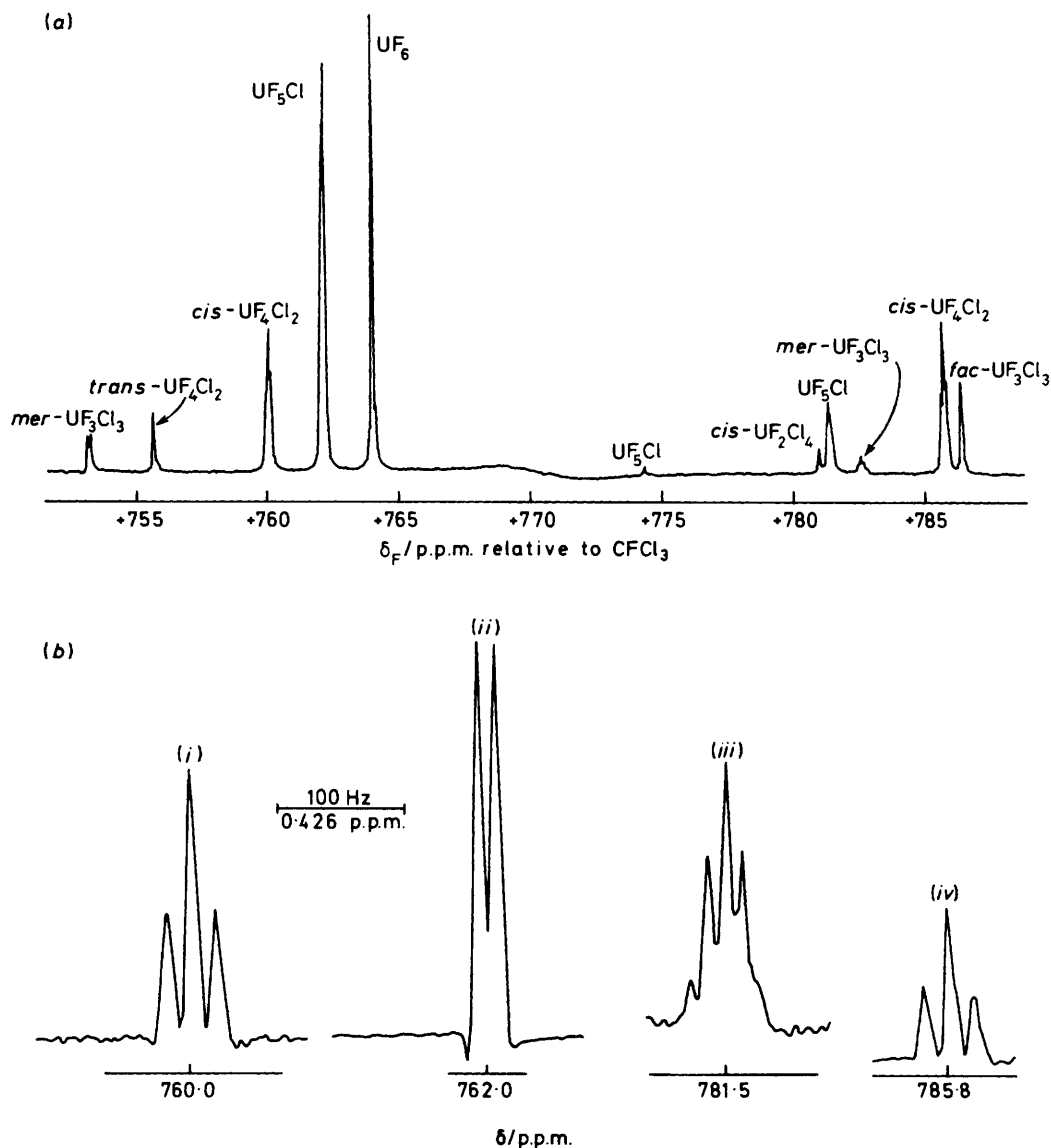 (a)
UF6
UF5Cl
cis-UF4Cl2
trans-UF4Cl2
mer-UF3Cl3
UF5Cl
cis-UF2Cl4
UF5Cl
mer-UF3Cl3
cis-UF4Cl2
fac-UF3Cl3
+755 +760 +765 +770 +775 +781 +785
δF/p.p.m. relative to CFCl3
(b)
(i)
(ii)
(iii)
(iv)
100 Hz
0.426 p.p.m.
760·0 762·0 781·5 785·8
δ/p.p.m.